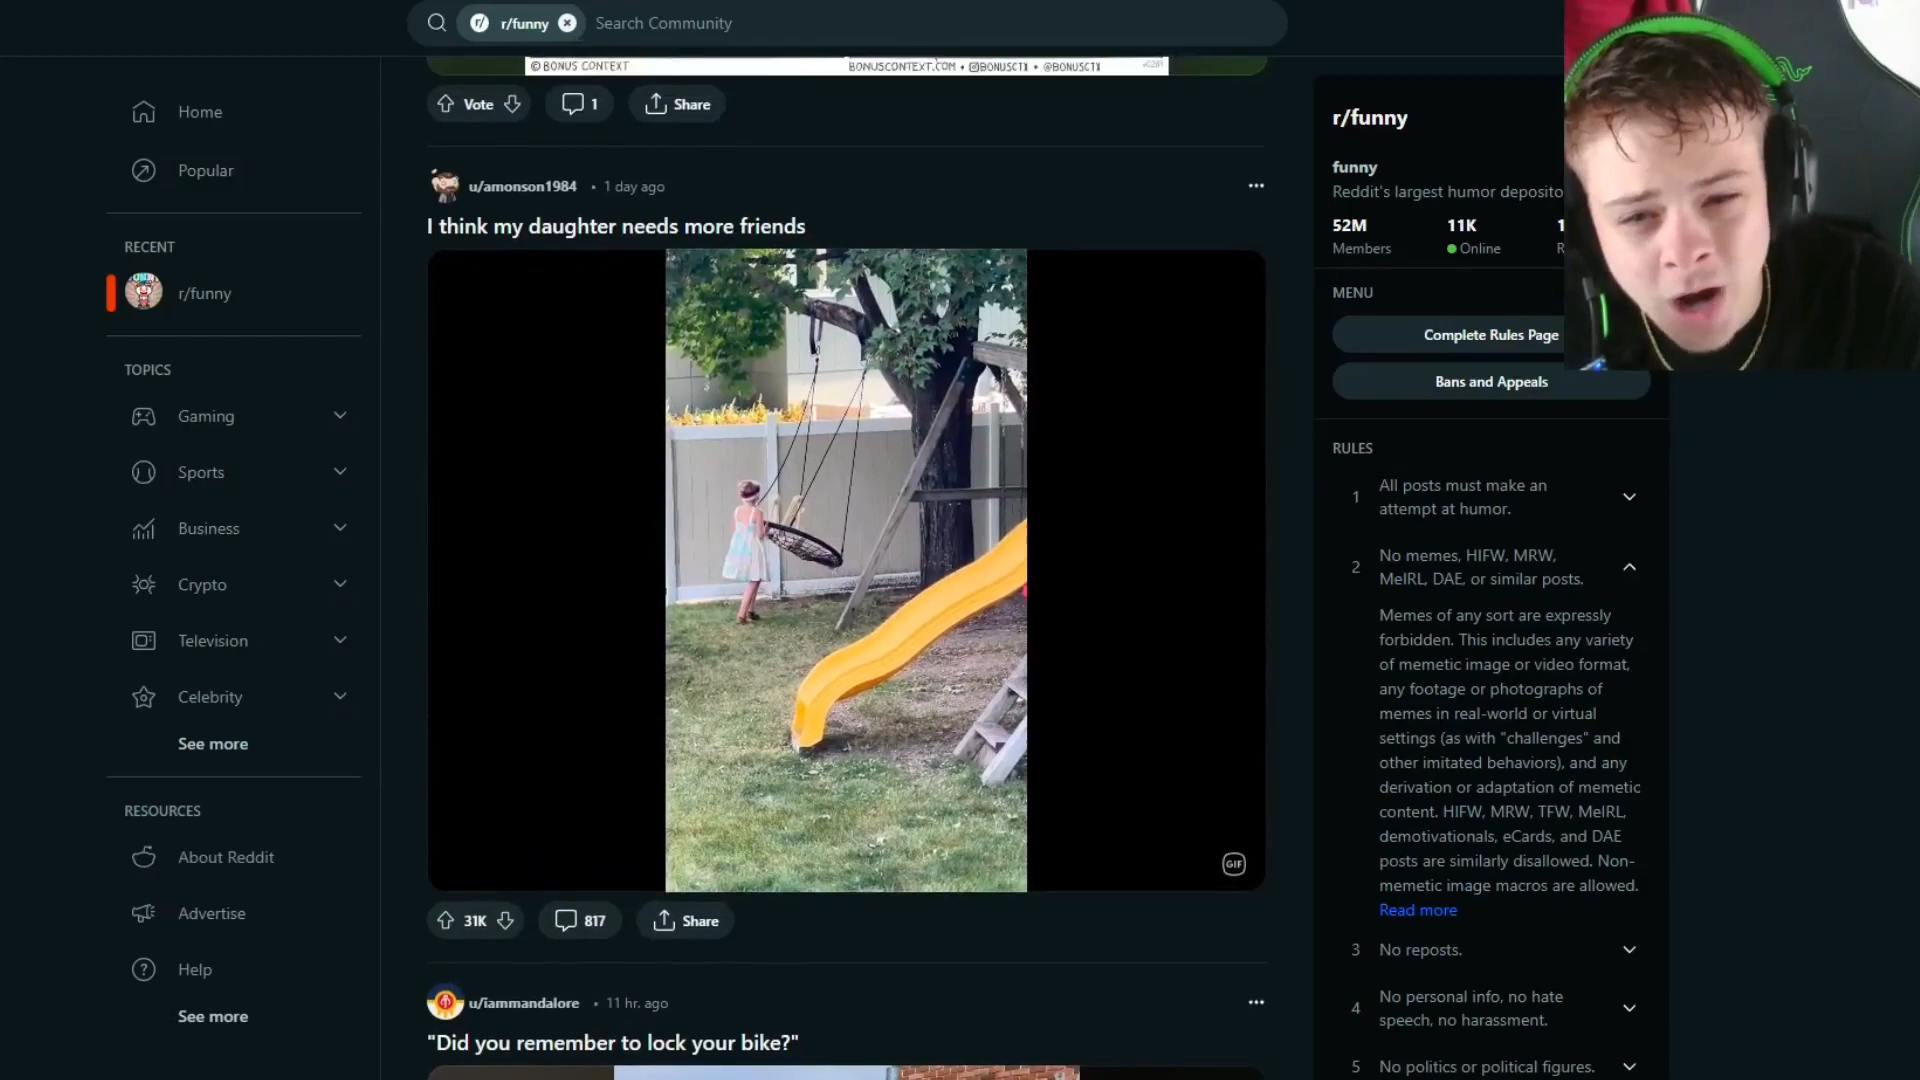 r/funny
Search Community
© BONUS CONTEXT
BONUSCONTEXT.COM • @BONUSCTX • @BONUSCTX
Vote
1
Share
Home
Popular
RECENT
r/funny
TOPICS
Gaming
Sports
Business
Crypto
Television
Celebrity
See more
RESOURCES
About Reddit
Advertise
Help
See more
u/amonson1984 • 1 day ago
I think my daughter needs more friends
GIF
31K
817
Share
u/iammandalore • 11 hr. ago
"Did you remember to lock your bike?"
r/funny
funny
Reddit's largest humor deposito
52M
11K
1
Members
Online
R
MENU
Complete Rules Page
Bans and Appeals
RULES
1
All posts must make an
attempt at humor.
2
No memes, HIFW, MRW,
MeIRL, DAE, or similar posts.
Memes of any sort are expressly
forbidden. This includes any variety
of memetic image or video format,
any footage or photographs of
memes in real-world or virtual
settings (as with "challenges" and
other imitated behaviors), and any
derivation or adaptation of memetic
content. HIFW, MRW, TFW, MeIRL,
demotivationals, eCards, and DAE
posts are similarly disallowed. Non-
memetic image macros are allowed.
Read more
3
No reposts.
4
No personal info, no hate
speech, no harassment.
5
No politics or political figures.